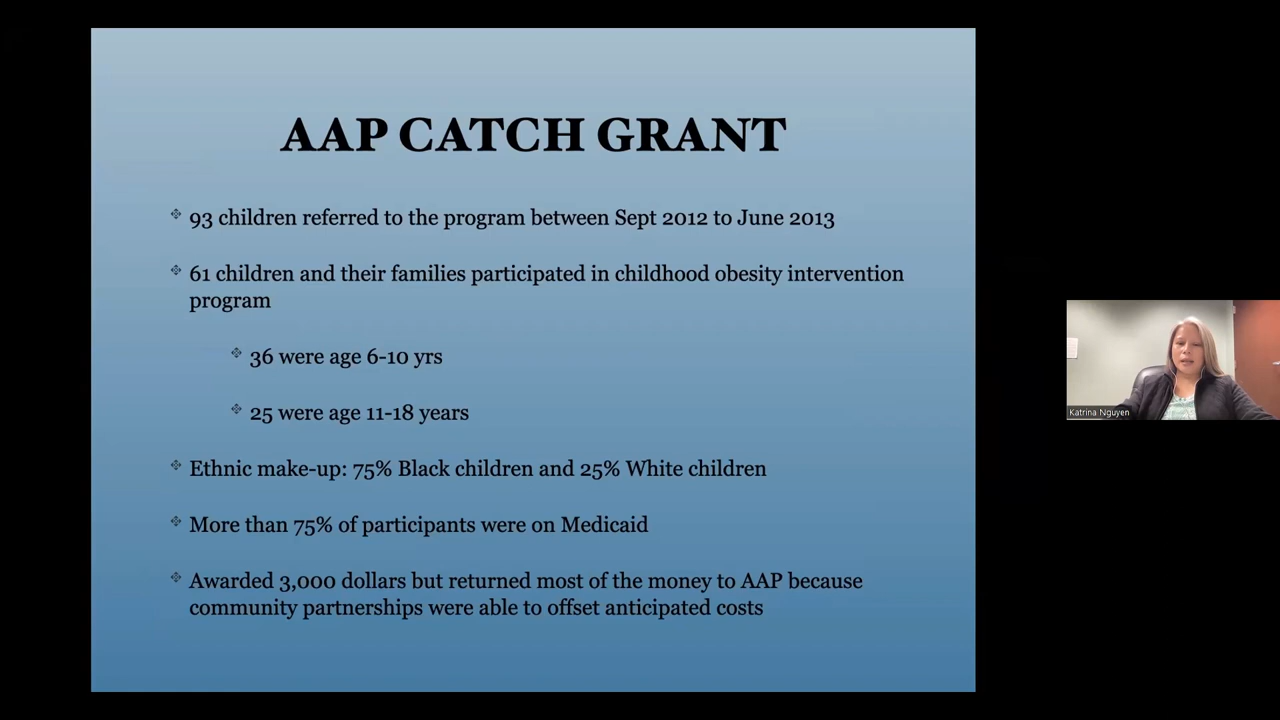 AAP CATCH GRANT
93 children referred to the program between Sept 2012 to June 2013
61 children and their families participated in childhood obesity intervention
program
36 were age 6-10 yrs
25 were age 11-18 years
Ethnic make-up: 75% Black children and 25% White children
More than 75% of participants were on Medicaid
Awarded 3,000 dollars but returned most of the money to AAP because
community partnerships were able to offset anticipated costs
Katrina Nguyen